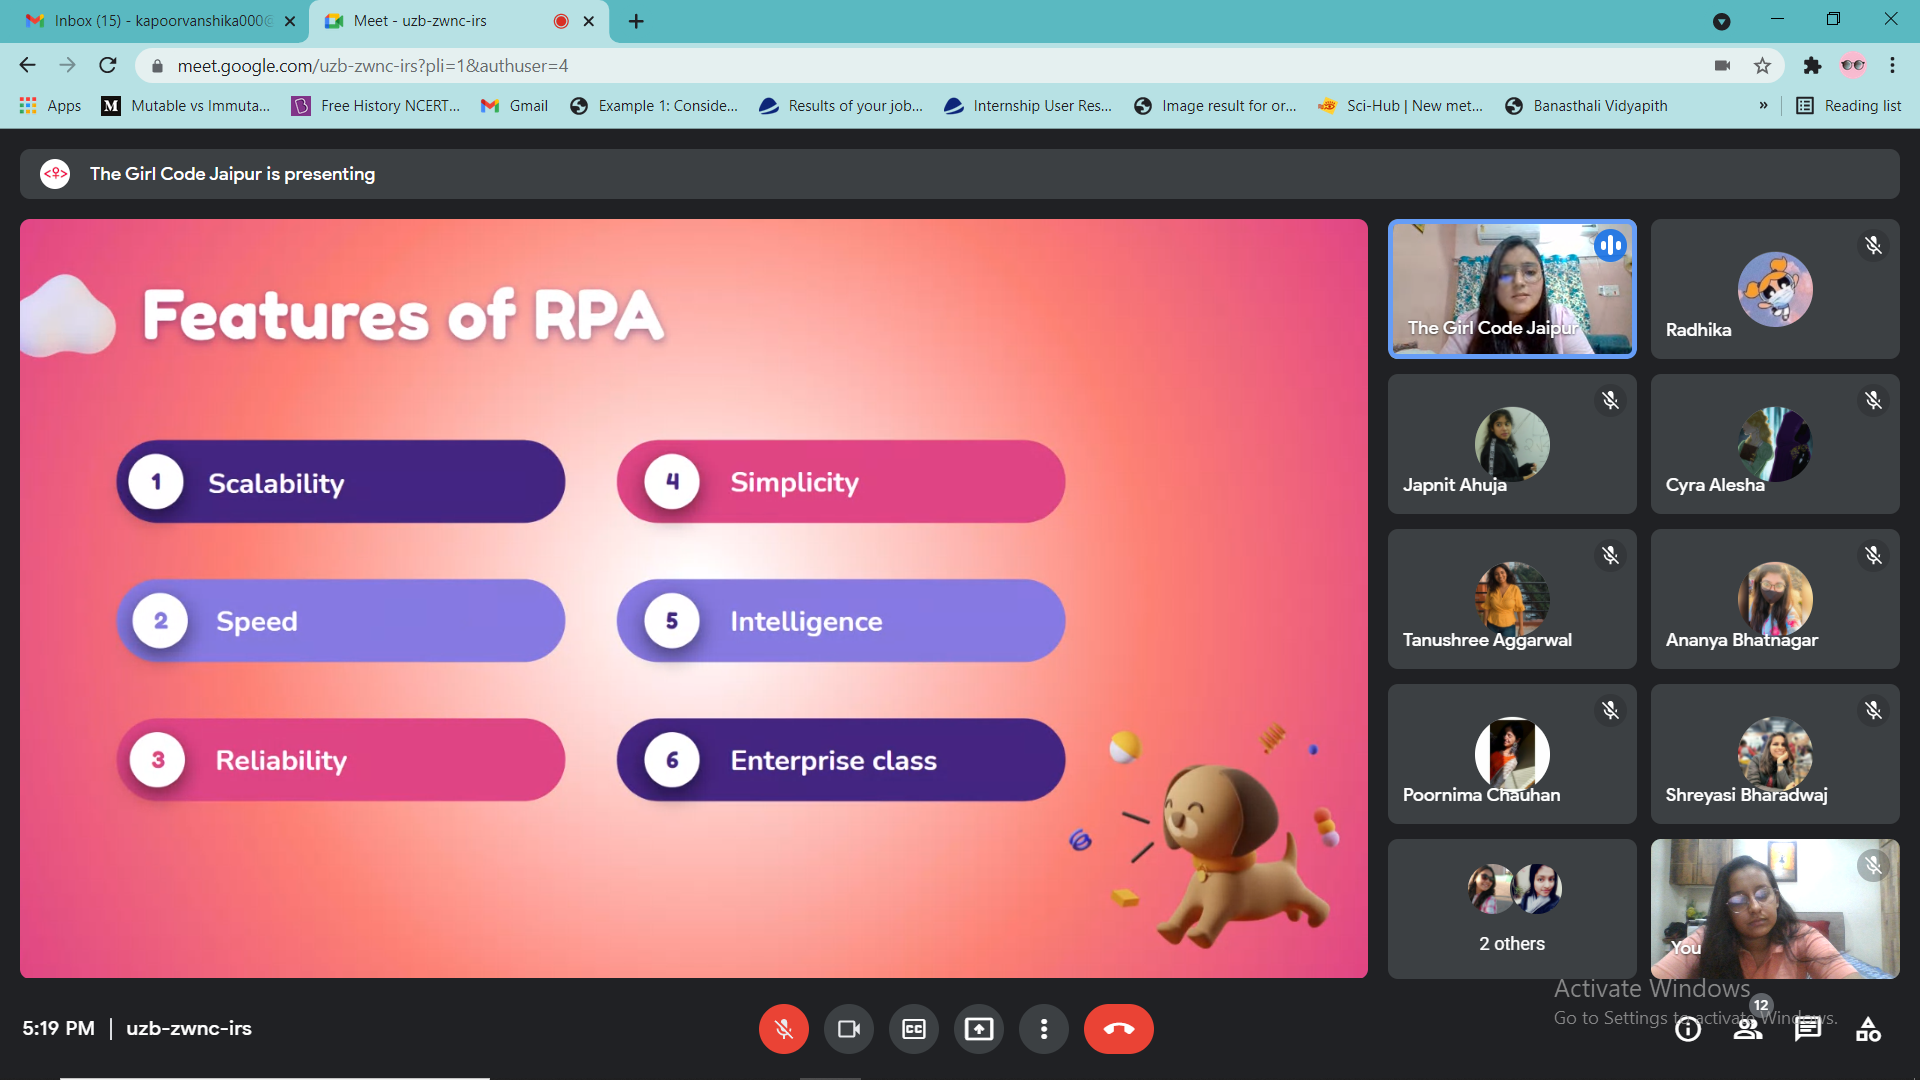 Inbox (15) - kapoorvanshika000@
Meet - uzb-zwnc-irs
meet.google.com/uzb-zwnc-irs?pli=1&authuser=4
Apps
M Mutable vs Immuta...
Free History NCERT...
Gmail
Example 1: Conside...
Results of your job...
Internship User Res...
Image result for or...
Sci-Hub | New met...
Banasthali Vidyapith
»
Reading list
<♀> The Girl Code Jaipur is presenting
Features of RPA
1 Scalability
2 Speed
3 Reliability
4 Simplicity
5 Intelligence
6 Enterprise class
The Girl Code Jaipur
Radhika
Japnit Ahuja
Cyra Alesha
Tanushree Aggarwal
Ananya Bhatnagar
Poornima Chauhan
Shreyasi Bharadwaj
2 others
You
Activate Windows
Go to Settings to activate Windows.
5:19 PM | uzb-zwnc-irs
CC
12